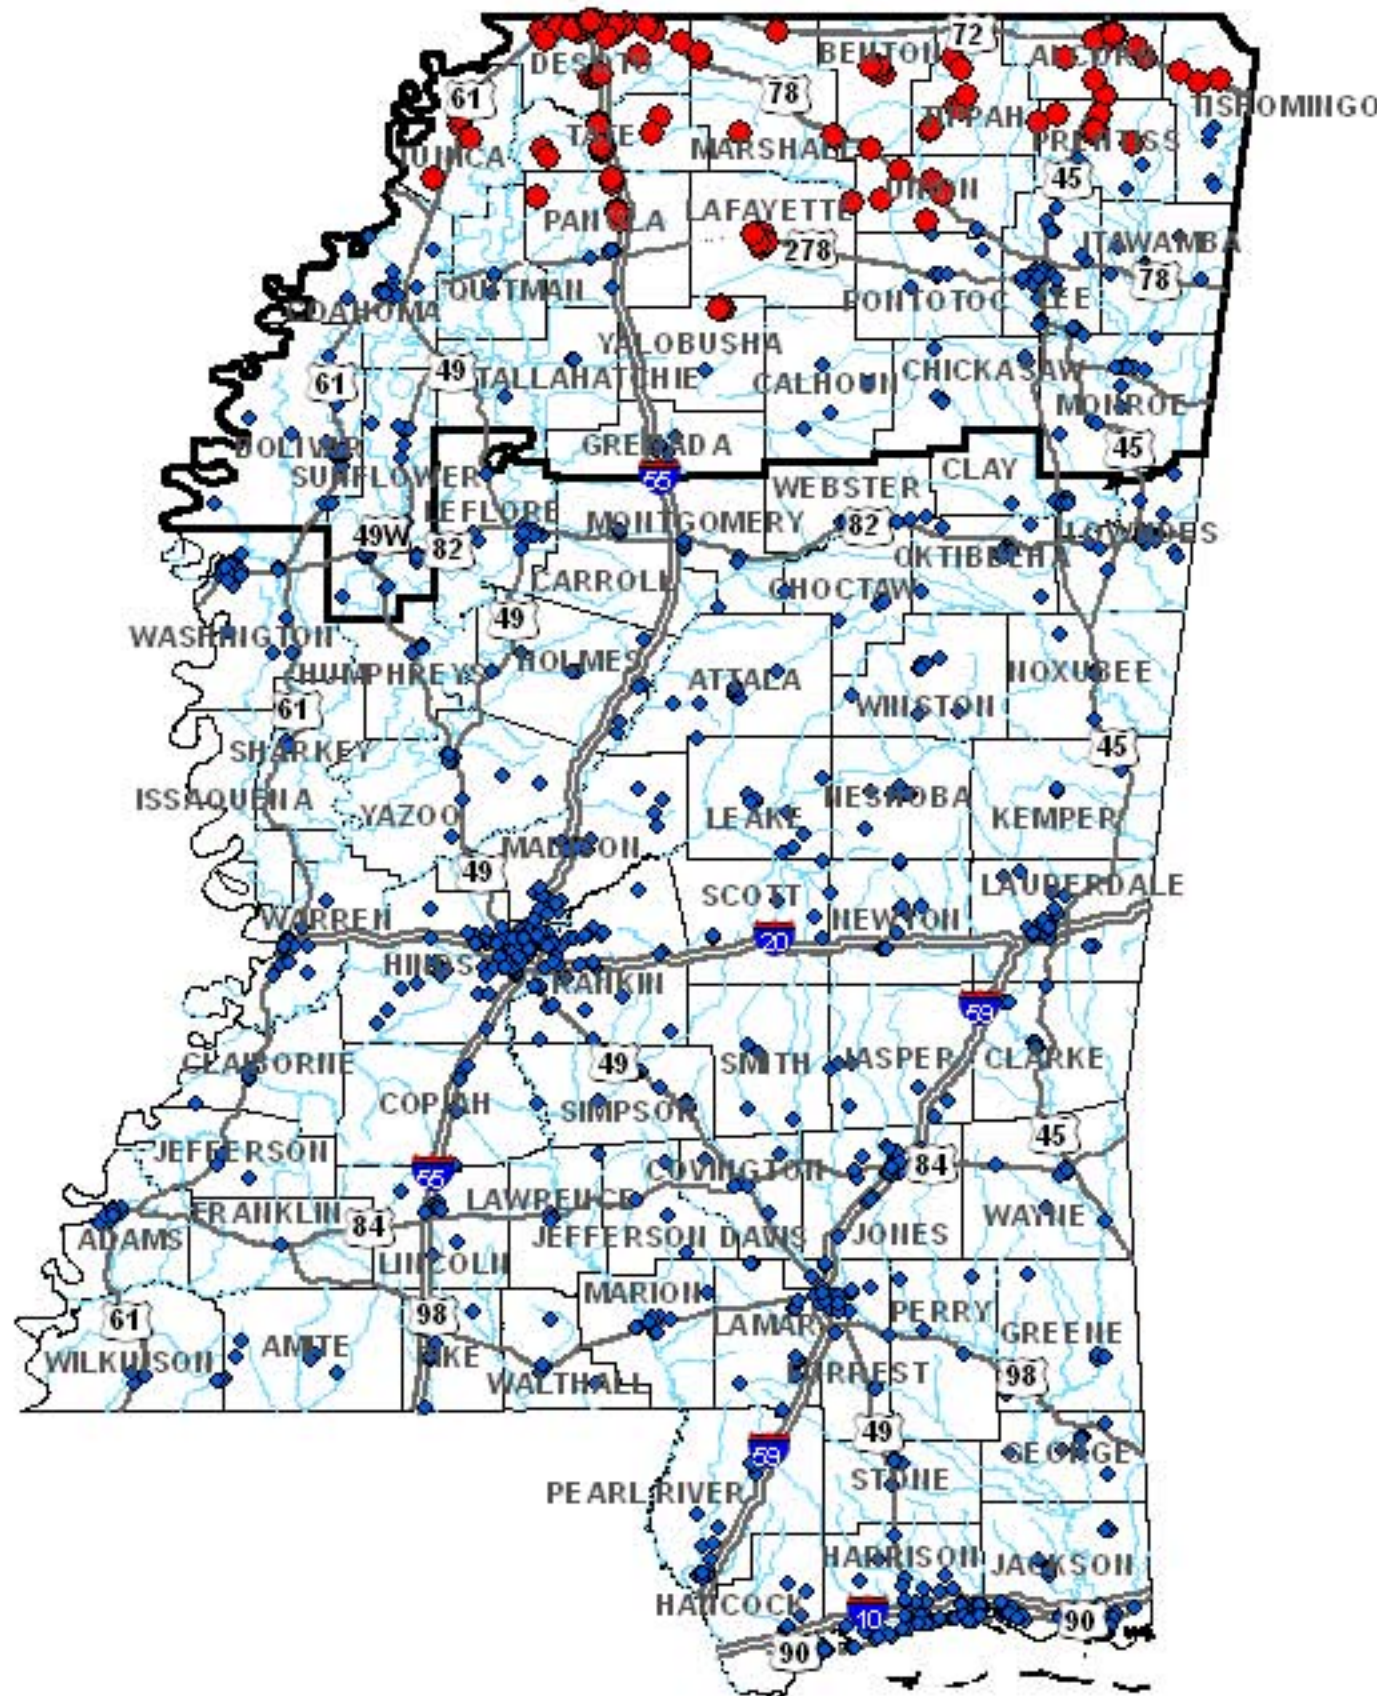 72
BENTON
ALCORN
DESOTO
61
78
TISHOMINGO
TIPPAH
TATE
PRENTISS
MARSHALL
TUNICA
45
UNION
LAFAYETTE
PANOLA
ITAWAMBA
278
78
QUITMAN
PONTOTOC
LEE
COAHOMA
YALOBUSHA
49
CHICKASAW
61
TALLAHATCHIE
CALHOUN
MONROE
BOLIVAR
GRENADA
45
CLAY
SUNFLOWER
55
WEBSTER
LEFLORE
MONTGOMERY
82
LOWNDES
49W
82
OKTIBBEHA
CARROLL
CHOCTAW
49
WASHINGTON
HOLMES
HUMPHREYS
NOXUBEE
ATTALA
WINSTON
61
SHARKEY
45
ISSAQUENA
NESHOBA
YAZOO
LEAKE
KEMPER
MADISON
49
LAUDERDALE
SCOTT
WARREN
NEWTON
20
HINDS
RANKIN
59
CLAIBORNE
49
SMITH
JASPER
CLARKE
COPIAH
SIMPSON
45
JEFFERSON
84
55
COVINGTON
LAWRENCE
FRANKLIN
84
WAYNE
ADAMS
JEFFERSON DAVIS
JONES
LINCOLN
MARION
98
PERRY
61
LAMAR
GREENE
AMITE
PIKE
WILKINSON
FORREST
98
WALTHALL
49
59
GEORGE
STONE
PEARL RIVER
HARRISON
JACKSON
HANCOCK
10
90
90